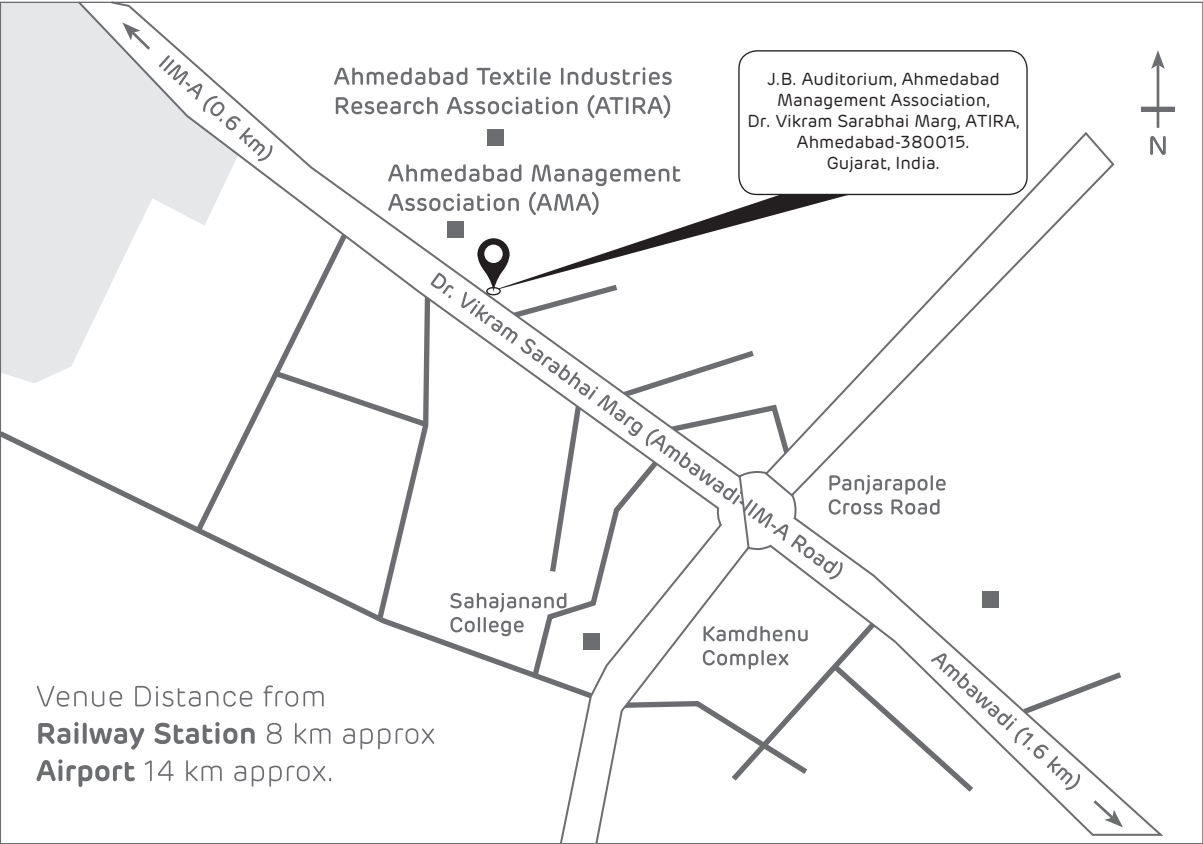 IIM-A (0.6 km)
Ahmedabad Textile Industries
Research Association (ATIRA)
Ahmedabad Management
Association (AMA)
J.B. Auditorium, Ahmedabad
Management Association,
Dr. Vikram Sarabhai Marg, ATIRA,
Ahmedabad-380015.
Gujarat, India.
N
Dr. Vikram Sarabhai Marg (Ambawadi-IIM-A Road)
Panjarapole
Cross Road
Sahajanand
College
Kamdhenu
Complex
Ambawadi (1.6 km)
Venue Distance from
Railway Station 8 km approx
Airport 14 km approx.